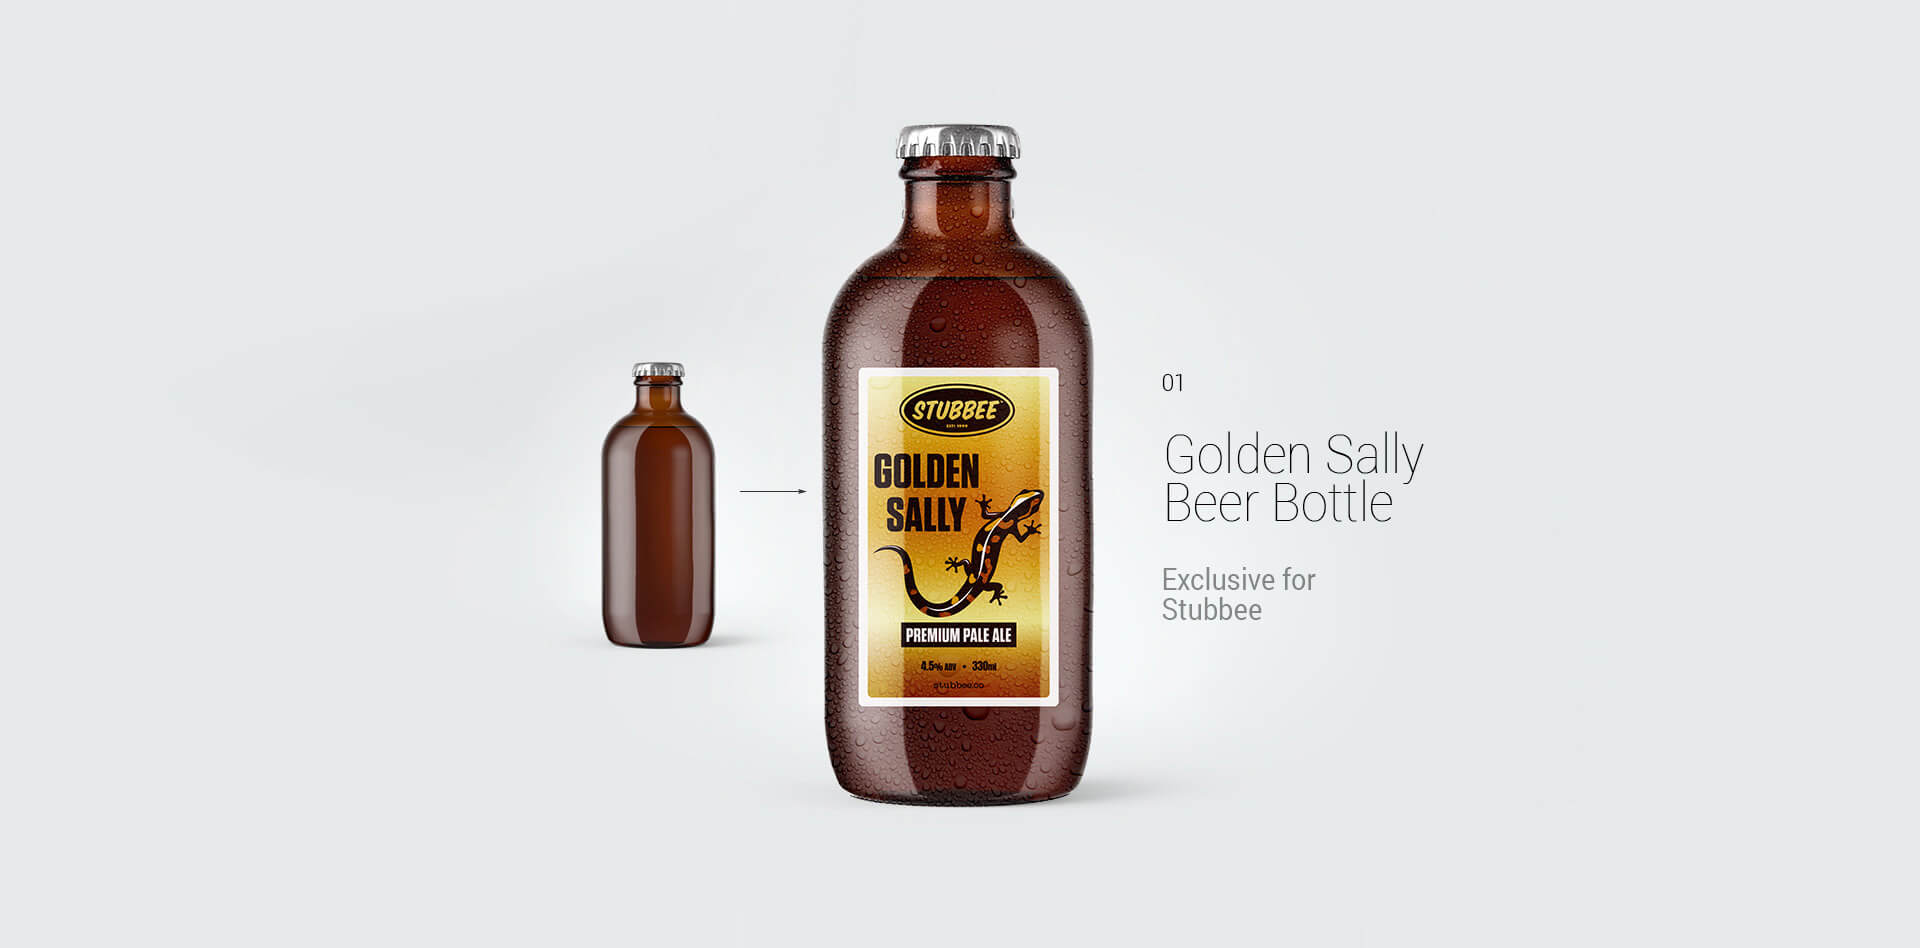 STUBBEE
GOLDEN
SALLY
PREMIUM PALE ALE
4.5% ABV • 330ml
stubbee.co
01
Golden Sally
Beer Bottle
Exclusive for
Stubbee